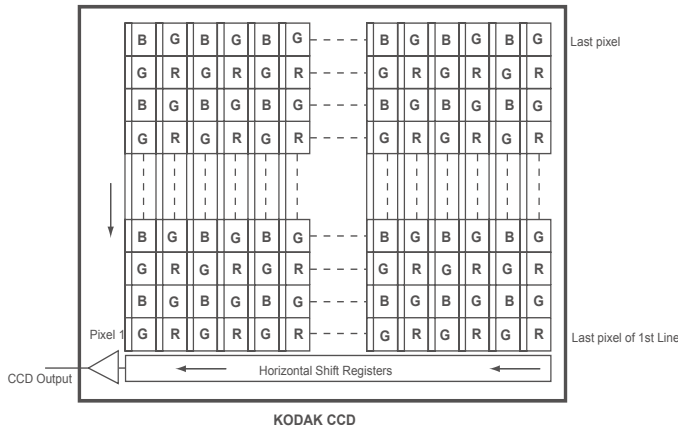 B G B G B G B G B G B G Last pixel
G R G R G R G R G R G R
B G B G B G B G B G B G
G R G R G R G R G R G R
B G B G B G B G B G B G
G R G R G R G R G R G R
B G B G B G B G B G B G
Pixel 1 G R G R G R G R G R G R Last pixel of 1st Line
CCD Output Horizontal Shift Registers
KODAK CCD